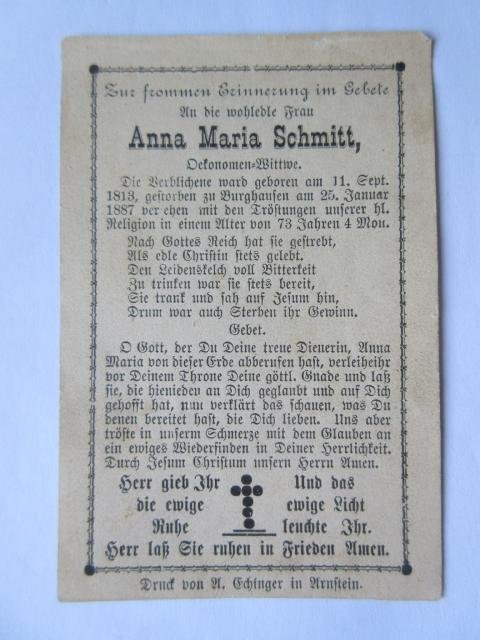 Zur frommen Erinnerung im Gebete
An die wohledle Frau
Anna Maria Schmitt,
Oekonomen-Wittwe.
Die Verblichene ward geboren am 11. Sept.
1813, gestorben zu Burghausen am 25. Januar
1887 ver ehen mit den Tröstungen unserer hl.
Religion in einem Alter von 73 Jahren 4 Mon.
Nach Gottes Reich hat sie gestrebt,
Als edle Christin stets gelebt.
Den Leidenskelch voll Bitterkeit
Zu trinken war sie stets bereit,
Sie trank und sah auf Jesum hin,
Drum war auch Sterben ihr Gewinn.
Gebet.
O Gott, der Du Deine treue Dienerin, Anna
Maria von dieser Erde abberufen hast, verleiheihr
vor Deinem Throne Deine göttl. Gnade und laß
sie, die hienieden an Dich geglaubt und auf Dich
gehofft hat, nun verklärt das schauen, was Du
denen bereitet hast, die Dich lieben. Uns aber
tröste in unserm Schmerze mit dem Glauben an
ein ewiges Wiederfinden in Deiner Herrlichkeit.
Durch Jesum Christum unsern Herrn Amen.
Herr gieb Ihr
die ewige
Ruhe
Und das
ewige Licht
leuchte Ihr.
Herr laß Sie ruhen in Frieden Amen.
Druck von A. Echinger in Arnstein.